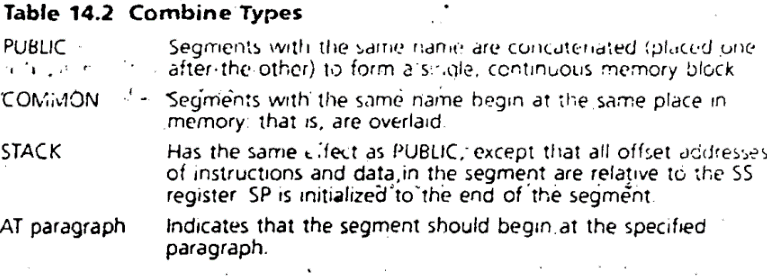 Table 14.2 Combine Types
PUBLIC Segments with the same name are concatenated (placed one
after the other) to form a single, continuous memory block
COMMON Segments with the same name begin at the same place in
memory: that is, are overlaid.
STACK Has the same effect as PUBLIC, except that all offset addresses
of instructions and data in the segment are relative to the SS
register SP is initialized to the end of the segment.
AT paragraph Indicates that the segment should begin at the specified
paragraph.